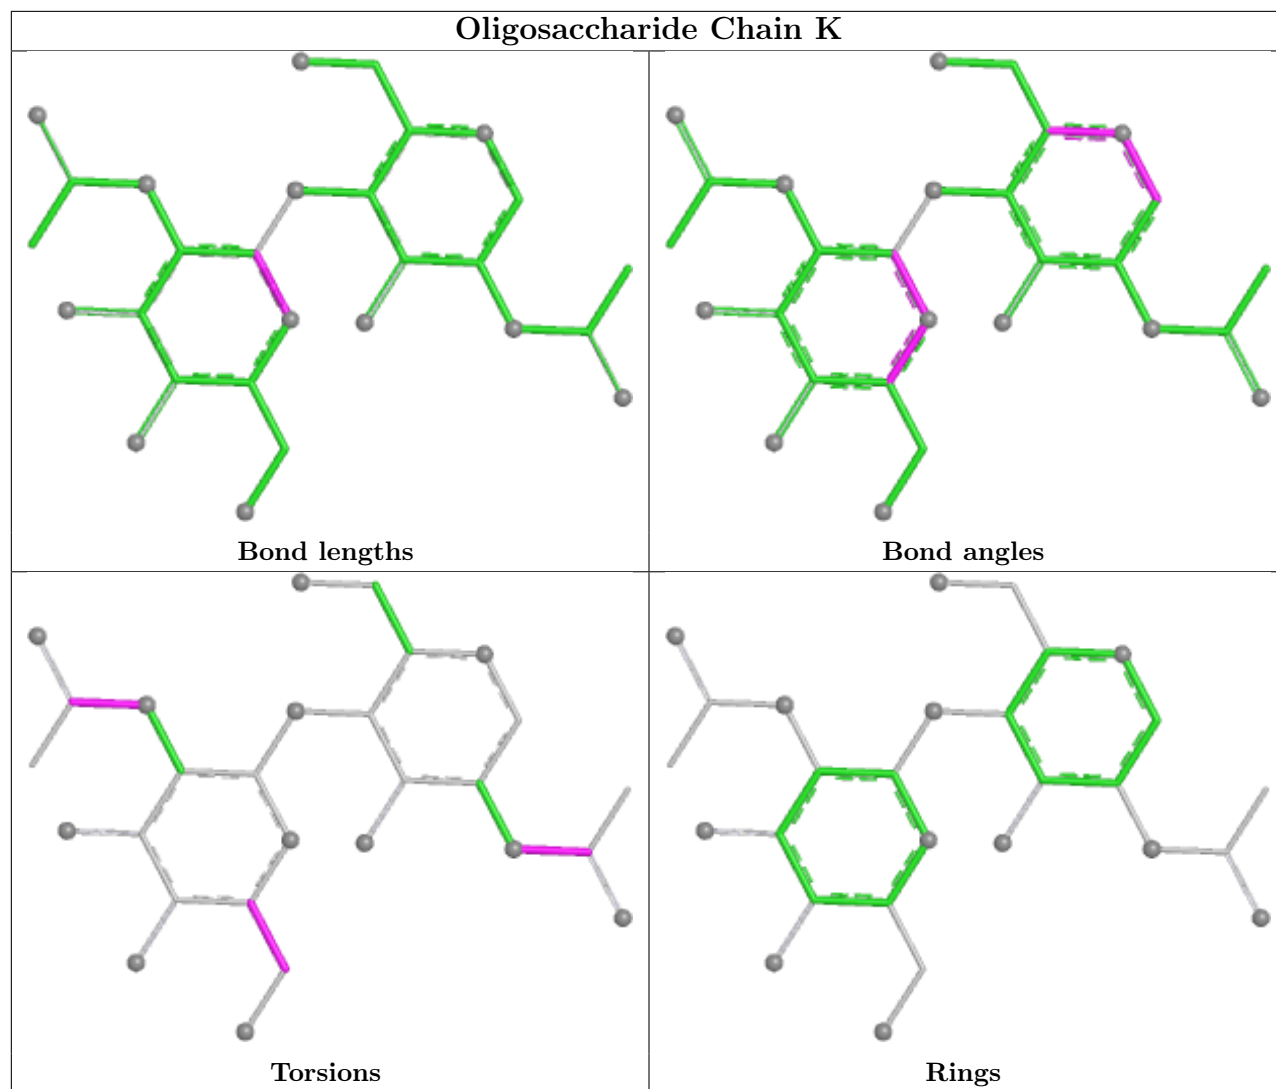 Oligosaccharide Chain K
Bond lengths
Bond angles
Torsions
Rings